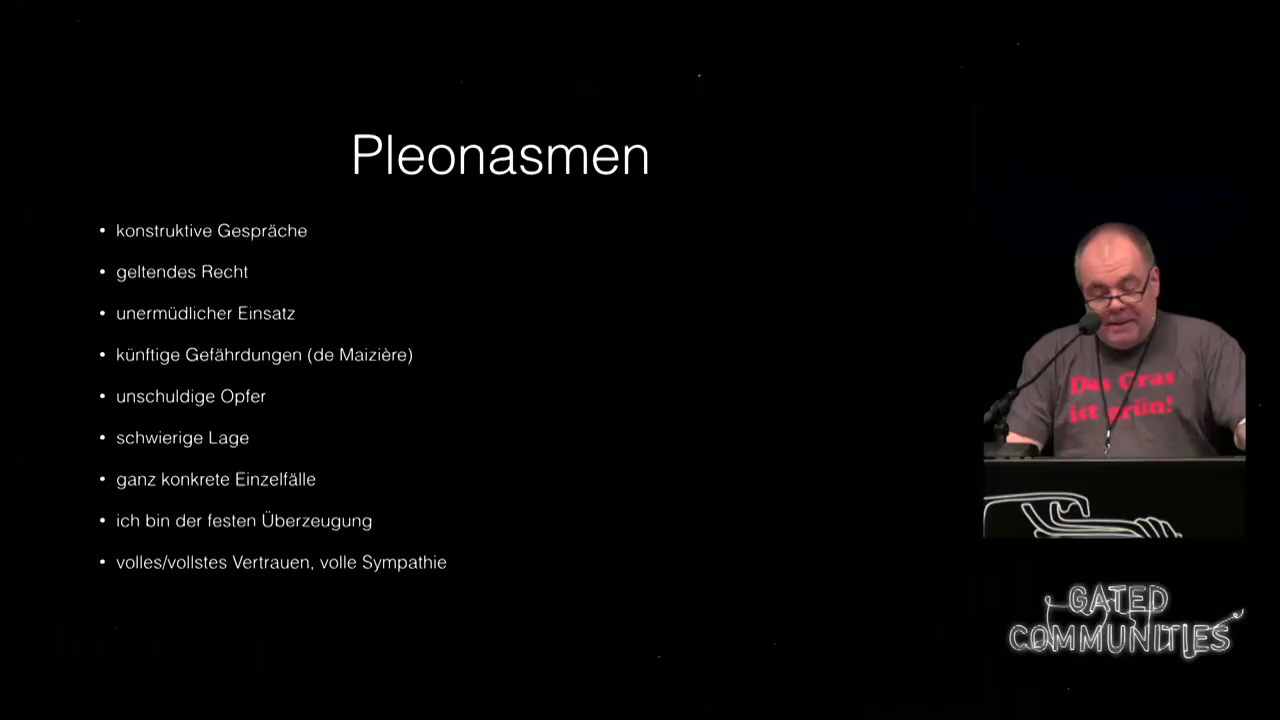 Pleonasmen
• konstruktive Gespräche
• geltendes Recht
• unermüdlicher Einsatz
• künftige Gefährdungen (de Maizière)
• unschuldige Opfer
• schwierige Lage
• ganz konkrete Einzelfälle
• ich bin der festen Überzeugung
• volles/vollstes Vertrauen, volle Sympathie
Das Gras
ist grün!
GATED
COMMUNITIES